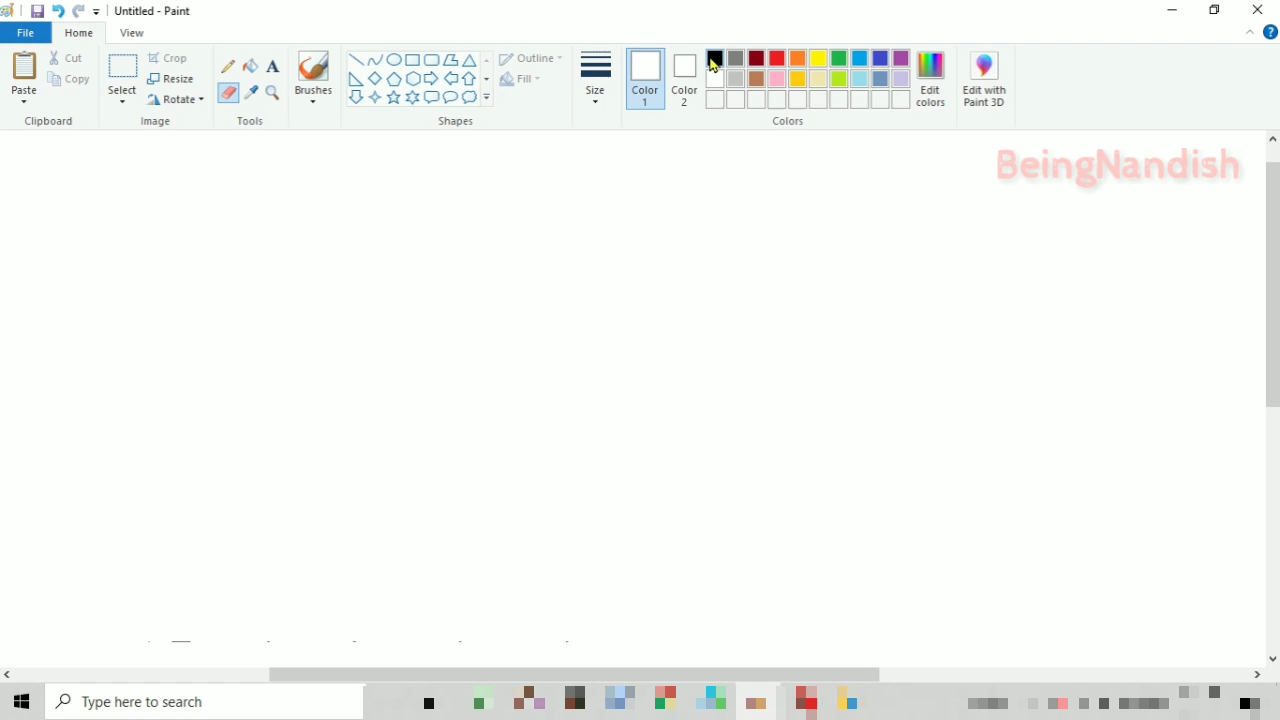 Untitled - Paint
File Home View
Paste
Cut
Copy
Clipboard
Select
Crop
Resize
Rotate
Image
A
Tools
Brushes
Outline
Fill
Shapes
Size
Color 1
Color 2
Edit colors
Colors
Edit with Paint 3D
BeingNandish
Type here to search